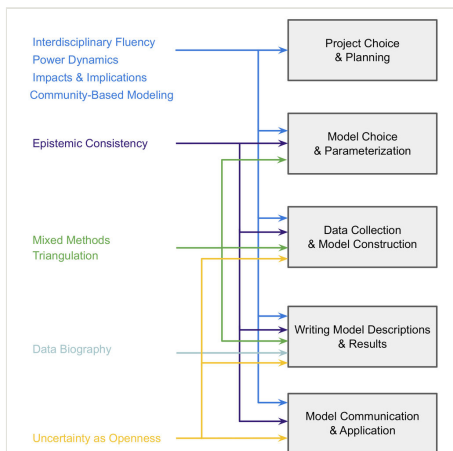 Interdisciplinary Fluency
Power Dynamics
Impacts & Implications
Community-Based Modeling
Epistemic Consistency
Mixed Methods
Triangulation
Data Biography
Uncertainty as Openness
Project Choice
& Planning
Model Choice
& Parameterization
Data Collection
& Model Construction
Writing Model Descriptions
& Results
Model Communication
& Application